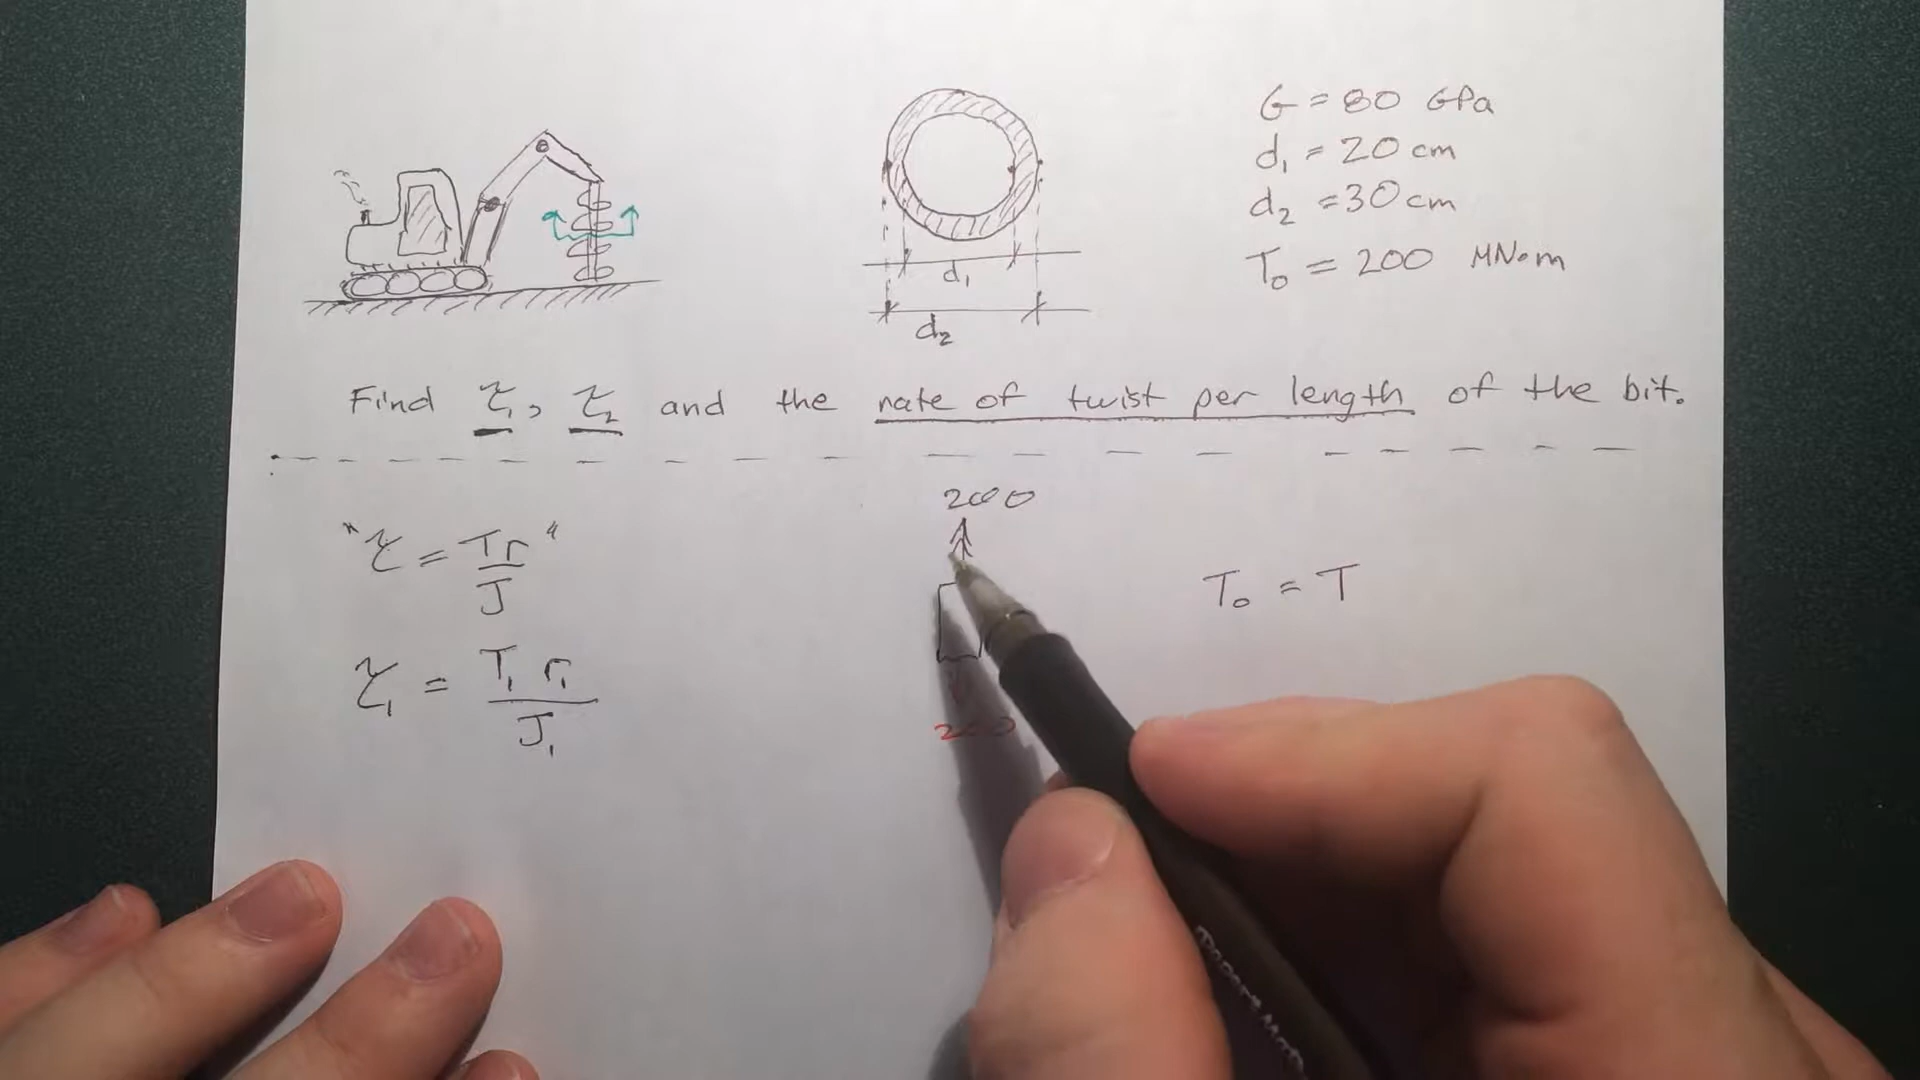 G = 80 GPa
d₁ = 20 cm
d₂ = 30 cm
T₀ = 200 MN·m
d₁
d₂
Find τ₁, τ₂ and the rate of twist per length of the bit.
"τ = Tr/J"
τ₁ = T₁ r₁/J₁
200
200
T₀ = T